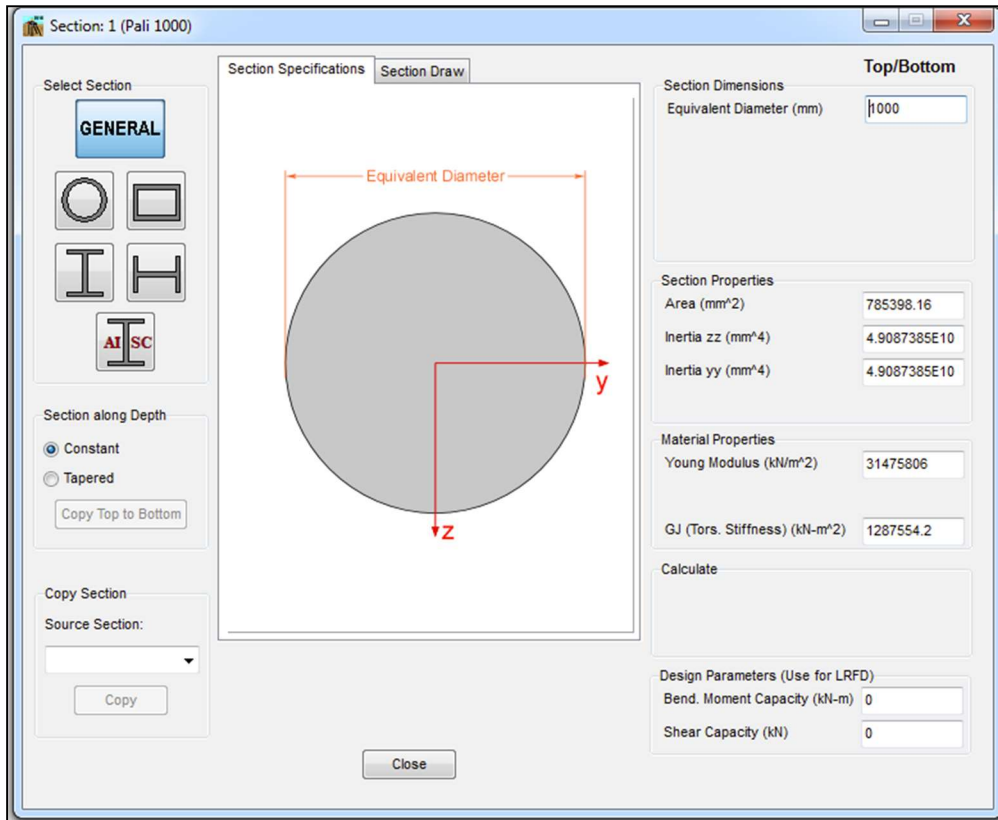 Section: 1 (Pali 1000)
Select Section
GENERAL
AISC
Section along Depth
Constant
Tapered
Copy Top to Bottom
Copy Section
Source Section:
Copy
Section Specifications
Section Draw
Equivalent Diameter
y
z
Close
Top/Bottom
Section Dimensions
Equivalent Diameter (mm) 1000
Section Properties
Area (mm^2) 785398.16
Inertia zz (mm^4) 4.9087385E10
Inertia yy (mm^4) 4.9087385E10
Material Properties
Young Modulus (kN/m^2) 31475806
GJ (Tors. Stiffness) (kN-m^2) 1287554.2
Calculate
Design Parameters (Use for LRFD)
Bend. Moment Capacity (kN-m) 0
Shear Capacity (kN) 0